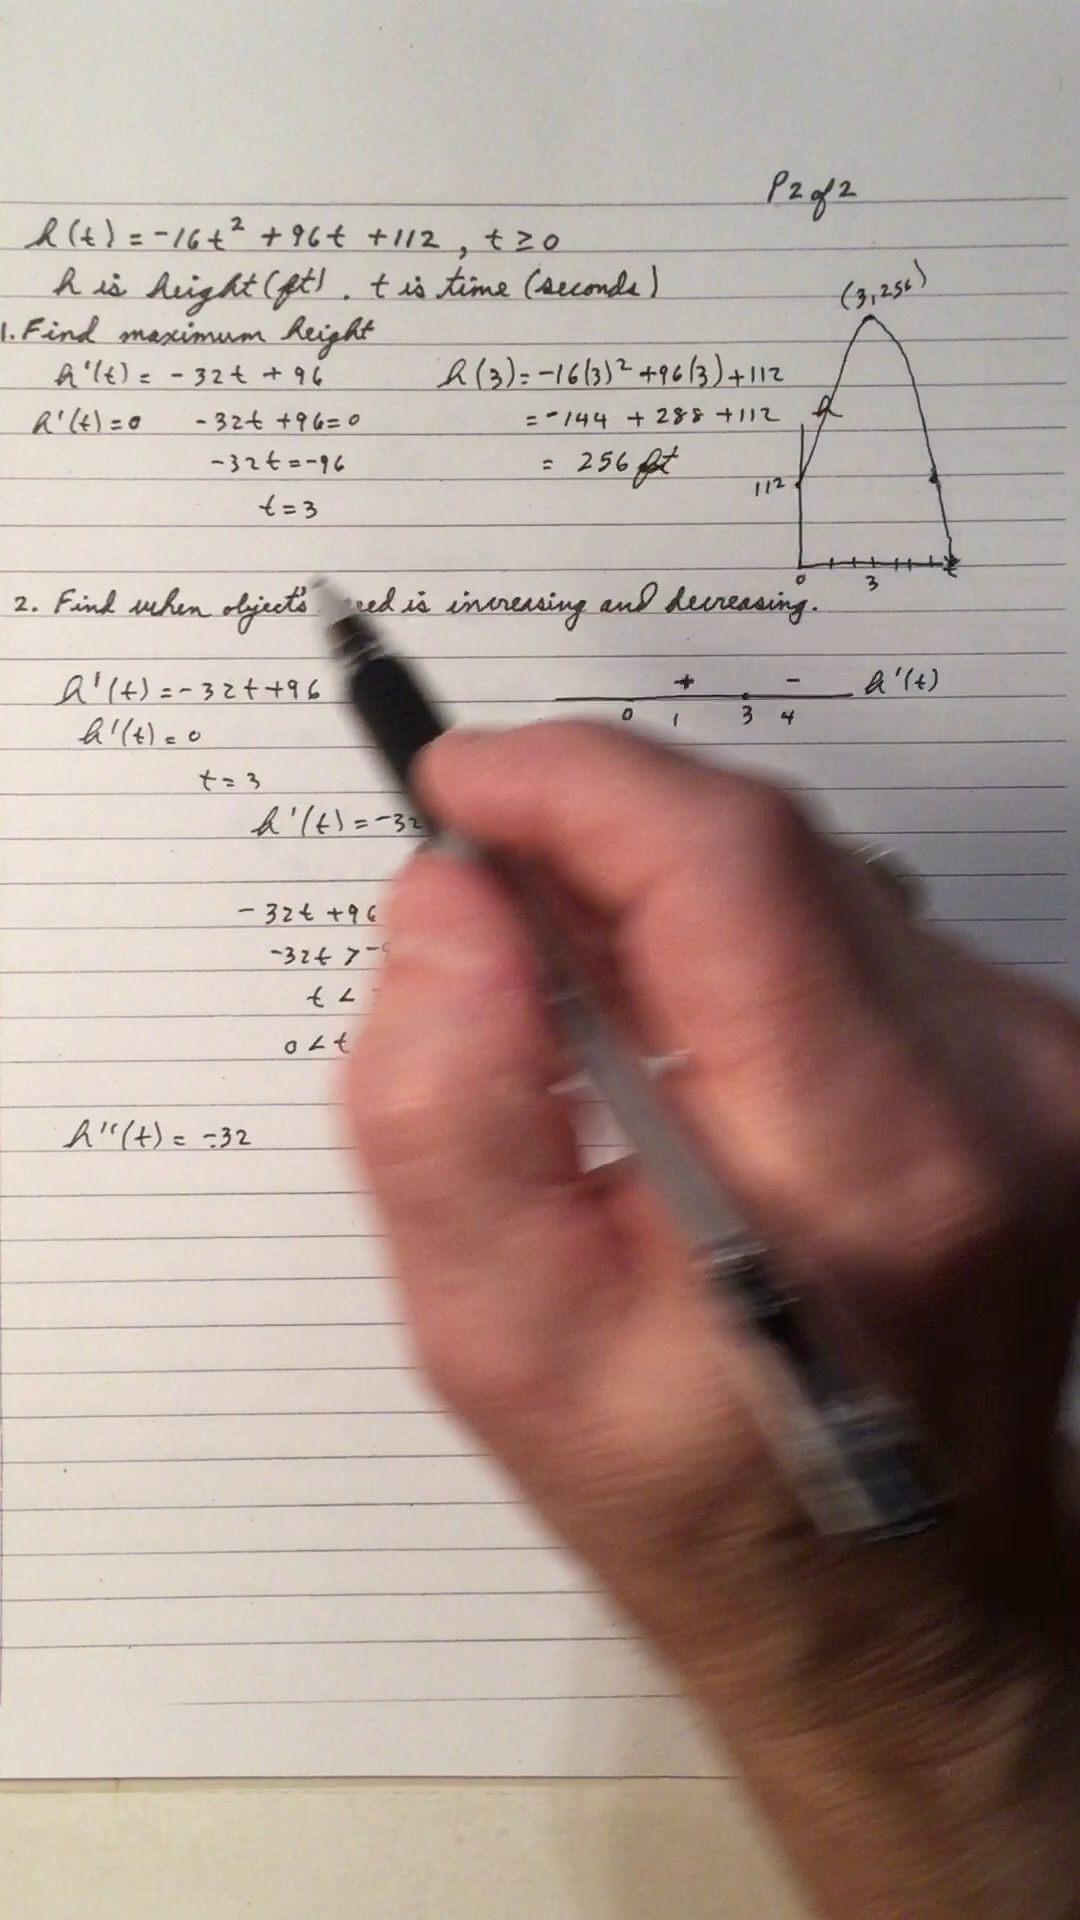 P2 of 2
h(t) = -16t² + 96t + 112, t ≥ 0
h is height (ft). t is time (seconds)
(3,256)
1. Find maximum height
h'(t) = -32t + 96
h(3) = -16(3)² + 96(3) + 112
h'(t) = 0 -32t + 96 = 0
= -144 + 288 + 112
h
-32t = -96
= 256 ft
112
t = 3
0 3 t
2. Find when object's is increasing and decreasing.
h'(t) = -32t + 96
+ - h'(t)
0 1 3 4
h'(t) = 0
t = 3
h'(t) = -32
-32t + 96
-32t > -
t <
0 < t
h''(t) = -32